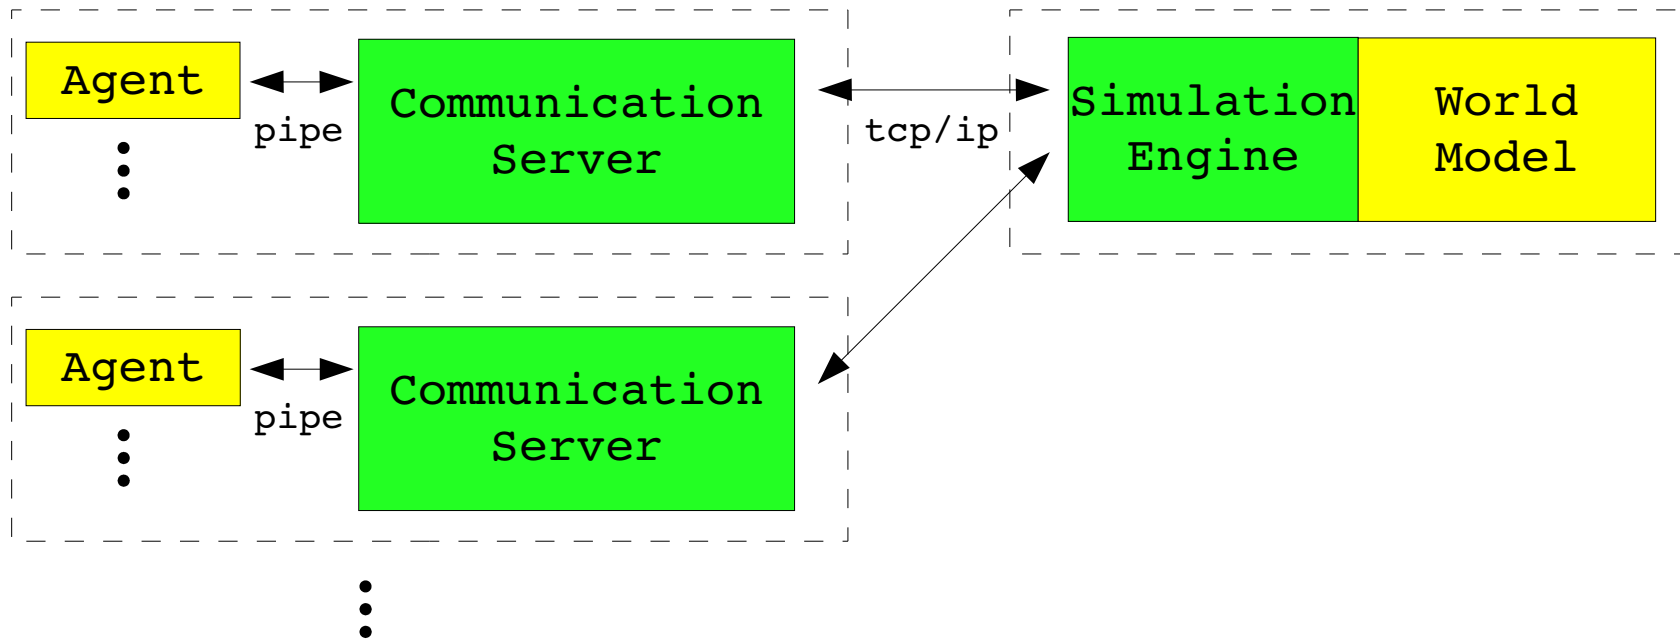 Agent
pipe
Communication
Server
tcp/ip
Simulation
Engine
World
Model
Agent
pipe
Communication
Server